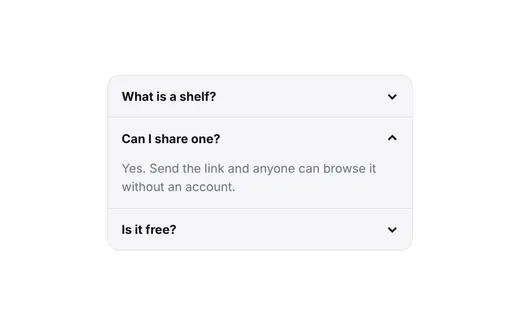 What is a shelf?
Can I share one?
Yes. Send the link and anyone can browse it
without an account.
Is it free?